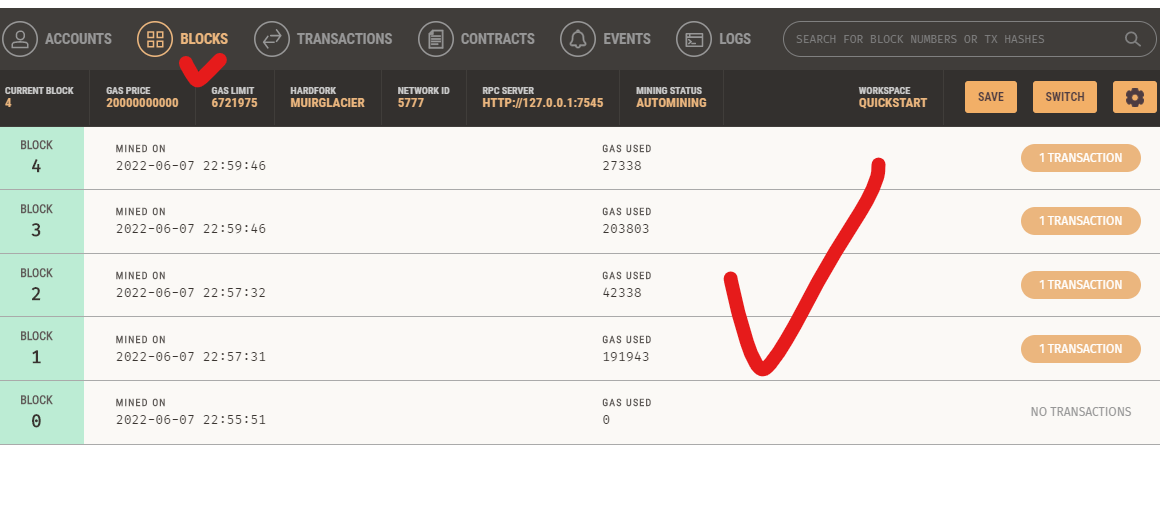 ACCOUNTS BLOCKS TRANSACTIONS CONTRACTS EVENTS LOGS SEARCH FOR BLOCK NUMBERS OR TX HASHES
CURRENT BLOCK GAS PRICE GAS LIMIT HARDFORK NETWORK ID RPC SERVER MINING STATUS WORKSPACE
4 20000000000 6721975 MUIRGLACIER 5777 HTTP://127.0.0.1:7545 AUTOMINING QUICKSTART SAVE SWITCH
BLOCK MINED ON GAS USED
4 2022-06-07 22:59:46 27338 1 TRANSACTION
BLOCK MINED ON GAS USED
3 2022-06-07 22:59:46 203803 1 TRANSACTION
BLOCK MINED ON GAS USED
2 2022-06-07 22:57:32 42338 1 TRANSACTION
BLOCK MINED ON GAS USED
1 2022-06-07 22:57:31 191943 1 TRANSACTION
BLOCK MINED ON GAS USED
0 2022-06-07 22:55:51 0 NO TRANSACTIONS